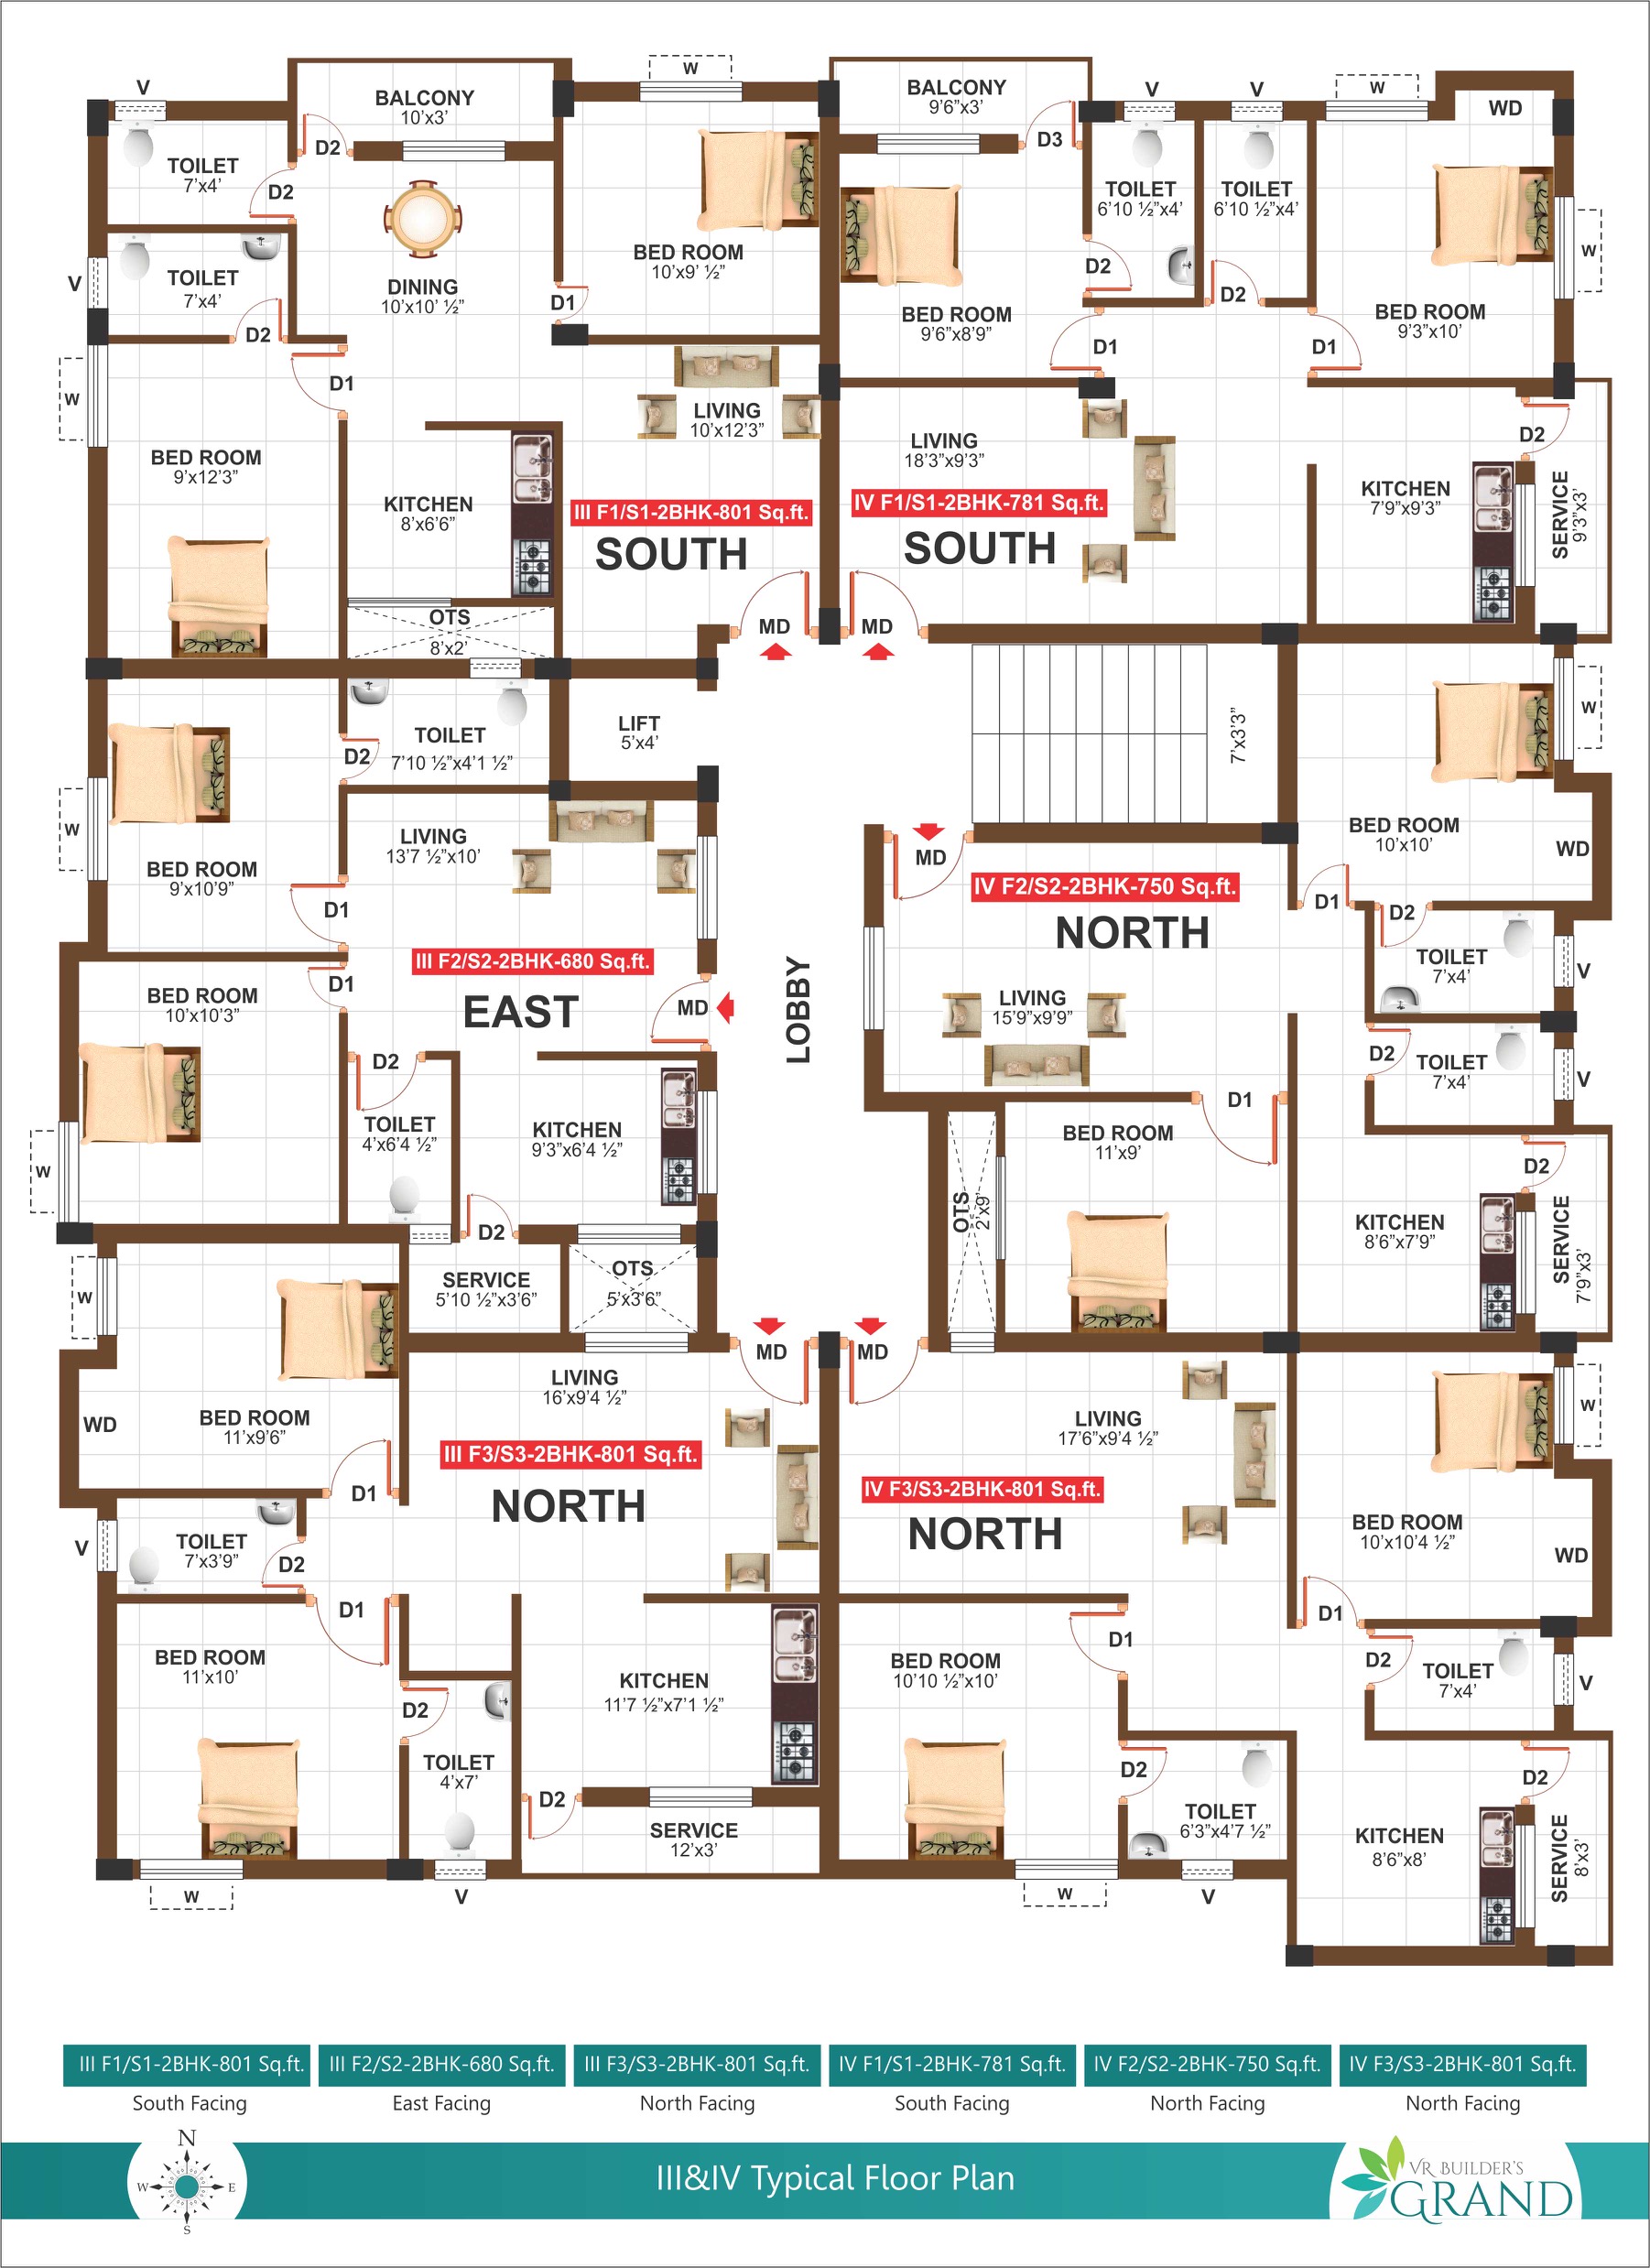 W
V
BALCONY
10'x3'
D2
TOILET
7'x4'
D2
BED ROOM
10'x9' ½"
TOILET
7'x4'
V
D2
DINING
10'x10' ½"
D1
D1
W
BED ROOM
9'x12'3"
LIVING
10'x12'3"
KITCHEN
8'x6'6"
III F1/S1-2BHK-801 Sq.ft.
SOUTH
OTS
8'x2'
MD
BALCONY
9'6"x3'
D3
V
V
W
WD
TOILET
6'10 ½"x4'
TOILET
6'10 ½"x4'
D2
D2
W
BED ROOM
9'6"x8'9"
BED ROOM
9'3"x10'
D1
D1
LIVING
18'3"x9'3"
D2
KITCHEN
7'9"x9'3"
SERVICE
9'3"x3'
IV F1/S1-2BHK-781 Sq.ft.
SOUTH
MD
LIFT
5'x4'
7'x3'3"
LOBBY
TOILET
7'10 ½"x4'1 ½"
D2
W
BED ROOM
9'x10'9"
LIVING
13'7 ½"x10'
D1
III F2/S2-2BHK-680 Sq.ft.
EAST
D1
BED ROOM
10'x10'3"
MD
D2
TOILET
4'x6'4 ½"
KITCHEN
9'3"x6'4 ½"
W
D2
SERVICE
5'10 ½"x3'6"
OTS
5'x3'6"
W
BED ROOM
10'x10'
WD
MD
IV F2/S2-2BHK-750 Sq.ft.
NORTH
D1
D2
TOILET
7'x4'
V
LIVING
15'9"x9'9"
D2
TOILET
7'x4'
V
D1
BED ROOM
11'x9'
OTS
2'x9'
D2
KITCHEN
8'6"x7'9"
SERVICE
7'9"x3'
W
MD
LIVING
16'x9'4 ½"
WD
BED ROOM
11'x9'6"
III F3/S3-2BHK-801 Sq.ft.
NORTH
D1
V
TOILET
7'x3'9"
D2
D1
BED ROOM
11'x10'
D2
TOILET
4'x7'
KITCHEN
11'7 ½"x7'1 ½"
D2
SERVICE
12'x3'
W
V
MD
W
LIVING
17'6"x9'4 ½"
IV F3/S3-2BHK-801 Sq.ft.
NORTH
BED ROOM
10'x10'4 ½"
WD
D1
D1
BED ROOM
10'10 ½"x10'
D2
TOILET
7'x4'
V
D2
TOILET
6'3"x4'7 ½"
D2
KITCHEN
8'6"x8'
SERVICE
8'x3'
W
V
III F1/S1-2BHK-801 Sq.ft.
South Facing
III F2/S2-2BHK-680 Sq.ft.
East Facing
III F3/S3-2BHK-801 Sq.ft.
North Facing
IV F1/S1-2BHK-781 Sq.ft.
South Facing
IV F2/S2-2BHK-750 Sq.ft.
North Facing
IV F3/S3-2BHK-801 Sq.ft.
North Facing
N
W E
S
III&IV Typical Floor Plan
VR BUILDER'S
GRAND